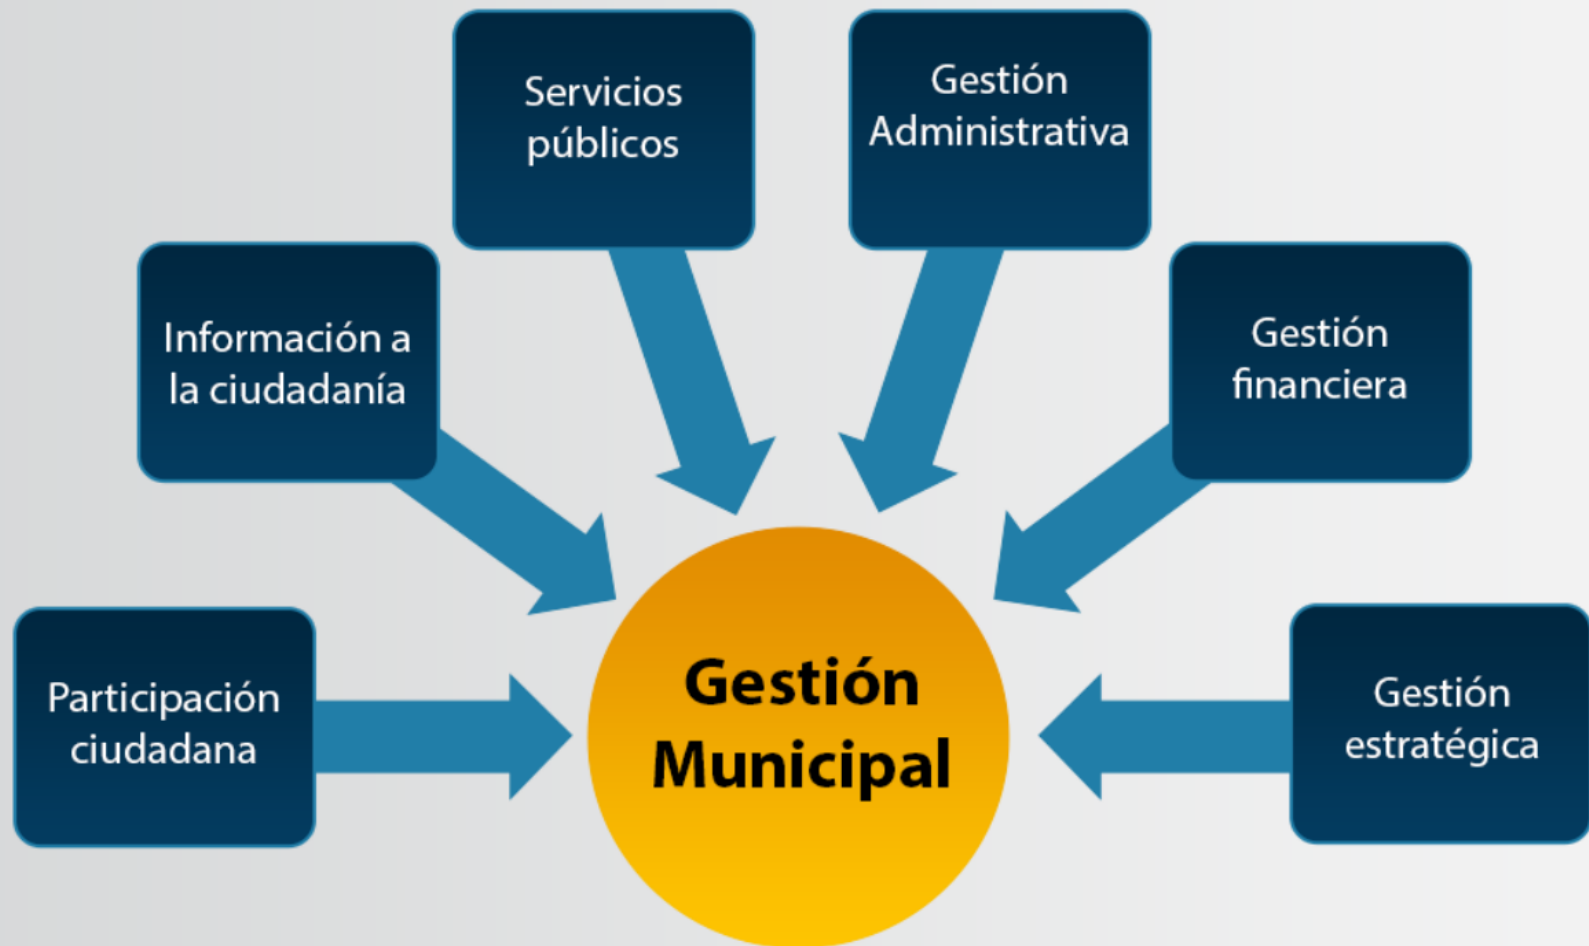 Servicios
públicos
Gestión
Administrativa
Información a
la ciudadanía
Gestión
financiera
Participación
ciudadana
Gestión
Municipal
Gestión
estratégica